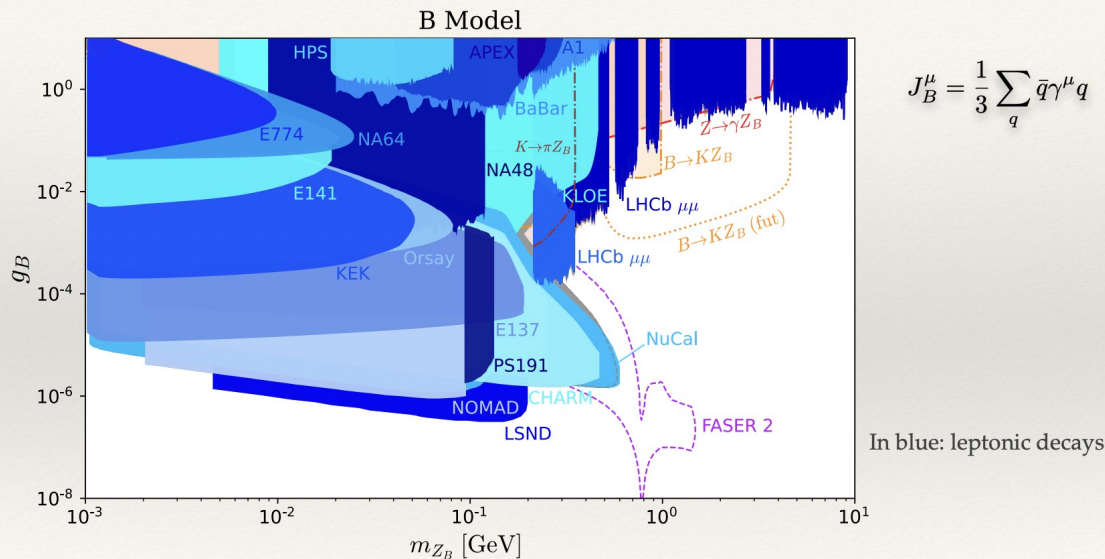 B Model
J_B^μ = 1/3 ∑_q q̄γ^μ q
HPS
APEX
A1
10^0
BaBar
E774
NA64
K→πZ_B
Z→γZ_B
NA48
B→KZ_B
10^-2
E141
KLOE
LHCb μμ
B→KZ_B (fut)
Orsay
LHCb μμ
g_B
KEK
10^-4
E137
NuCal
PS191
10^-6
NOMAD
CHARM
FASER 2
LSND
In blue: leptonic decays
10^-8
10^-3
10^-2
10^-1
10^0
10^1
m_{Z_B} [GeV]